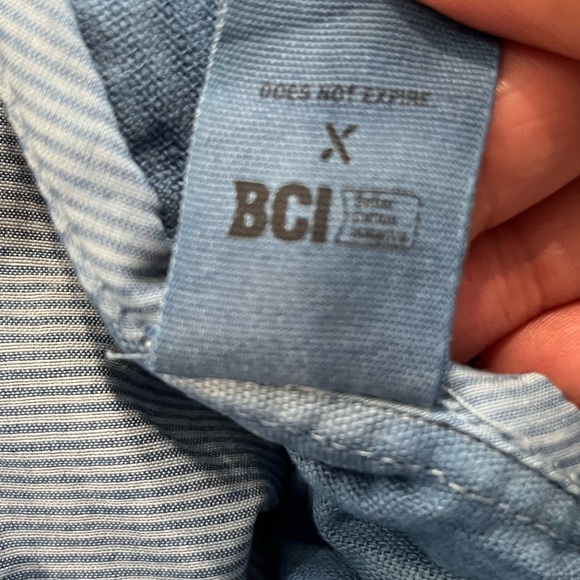 DOES NOT EXPIRE
X
BCI
Better
Cotton
Initiative